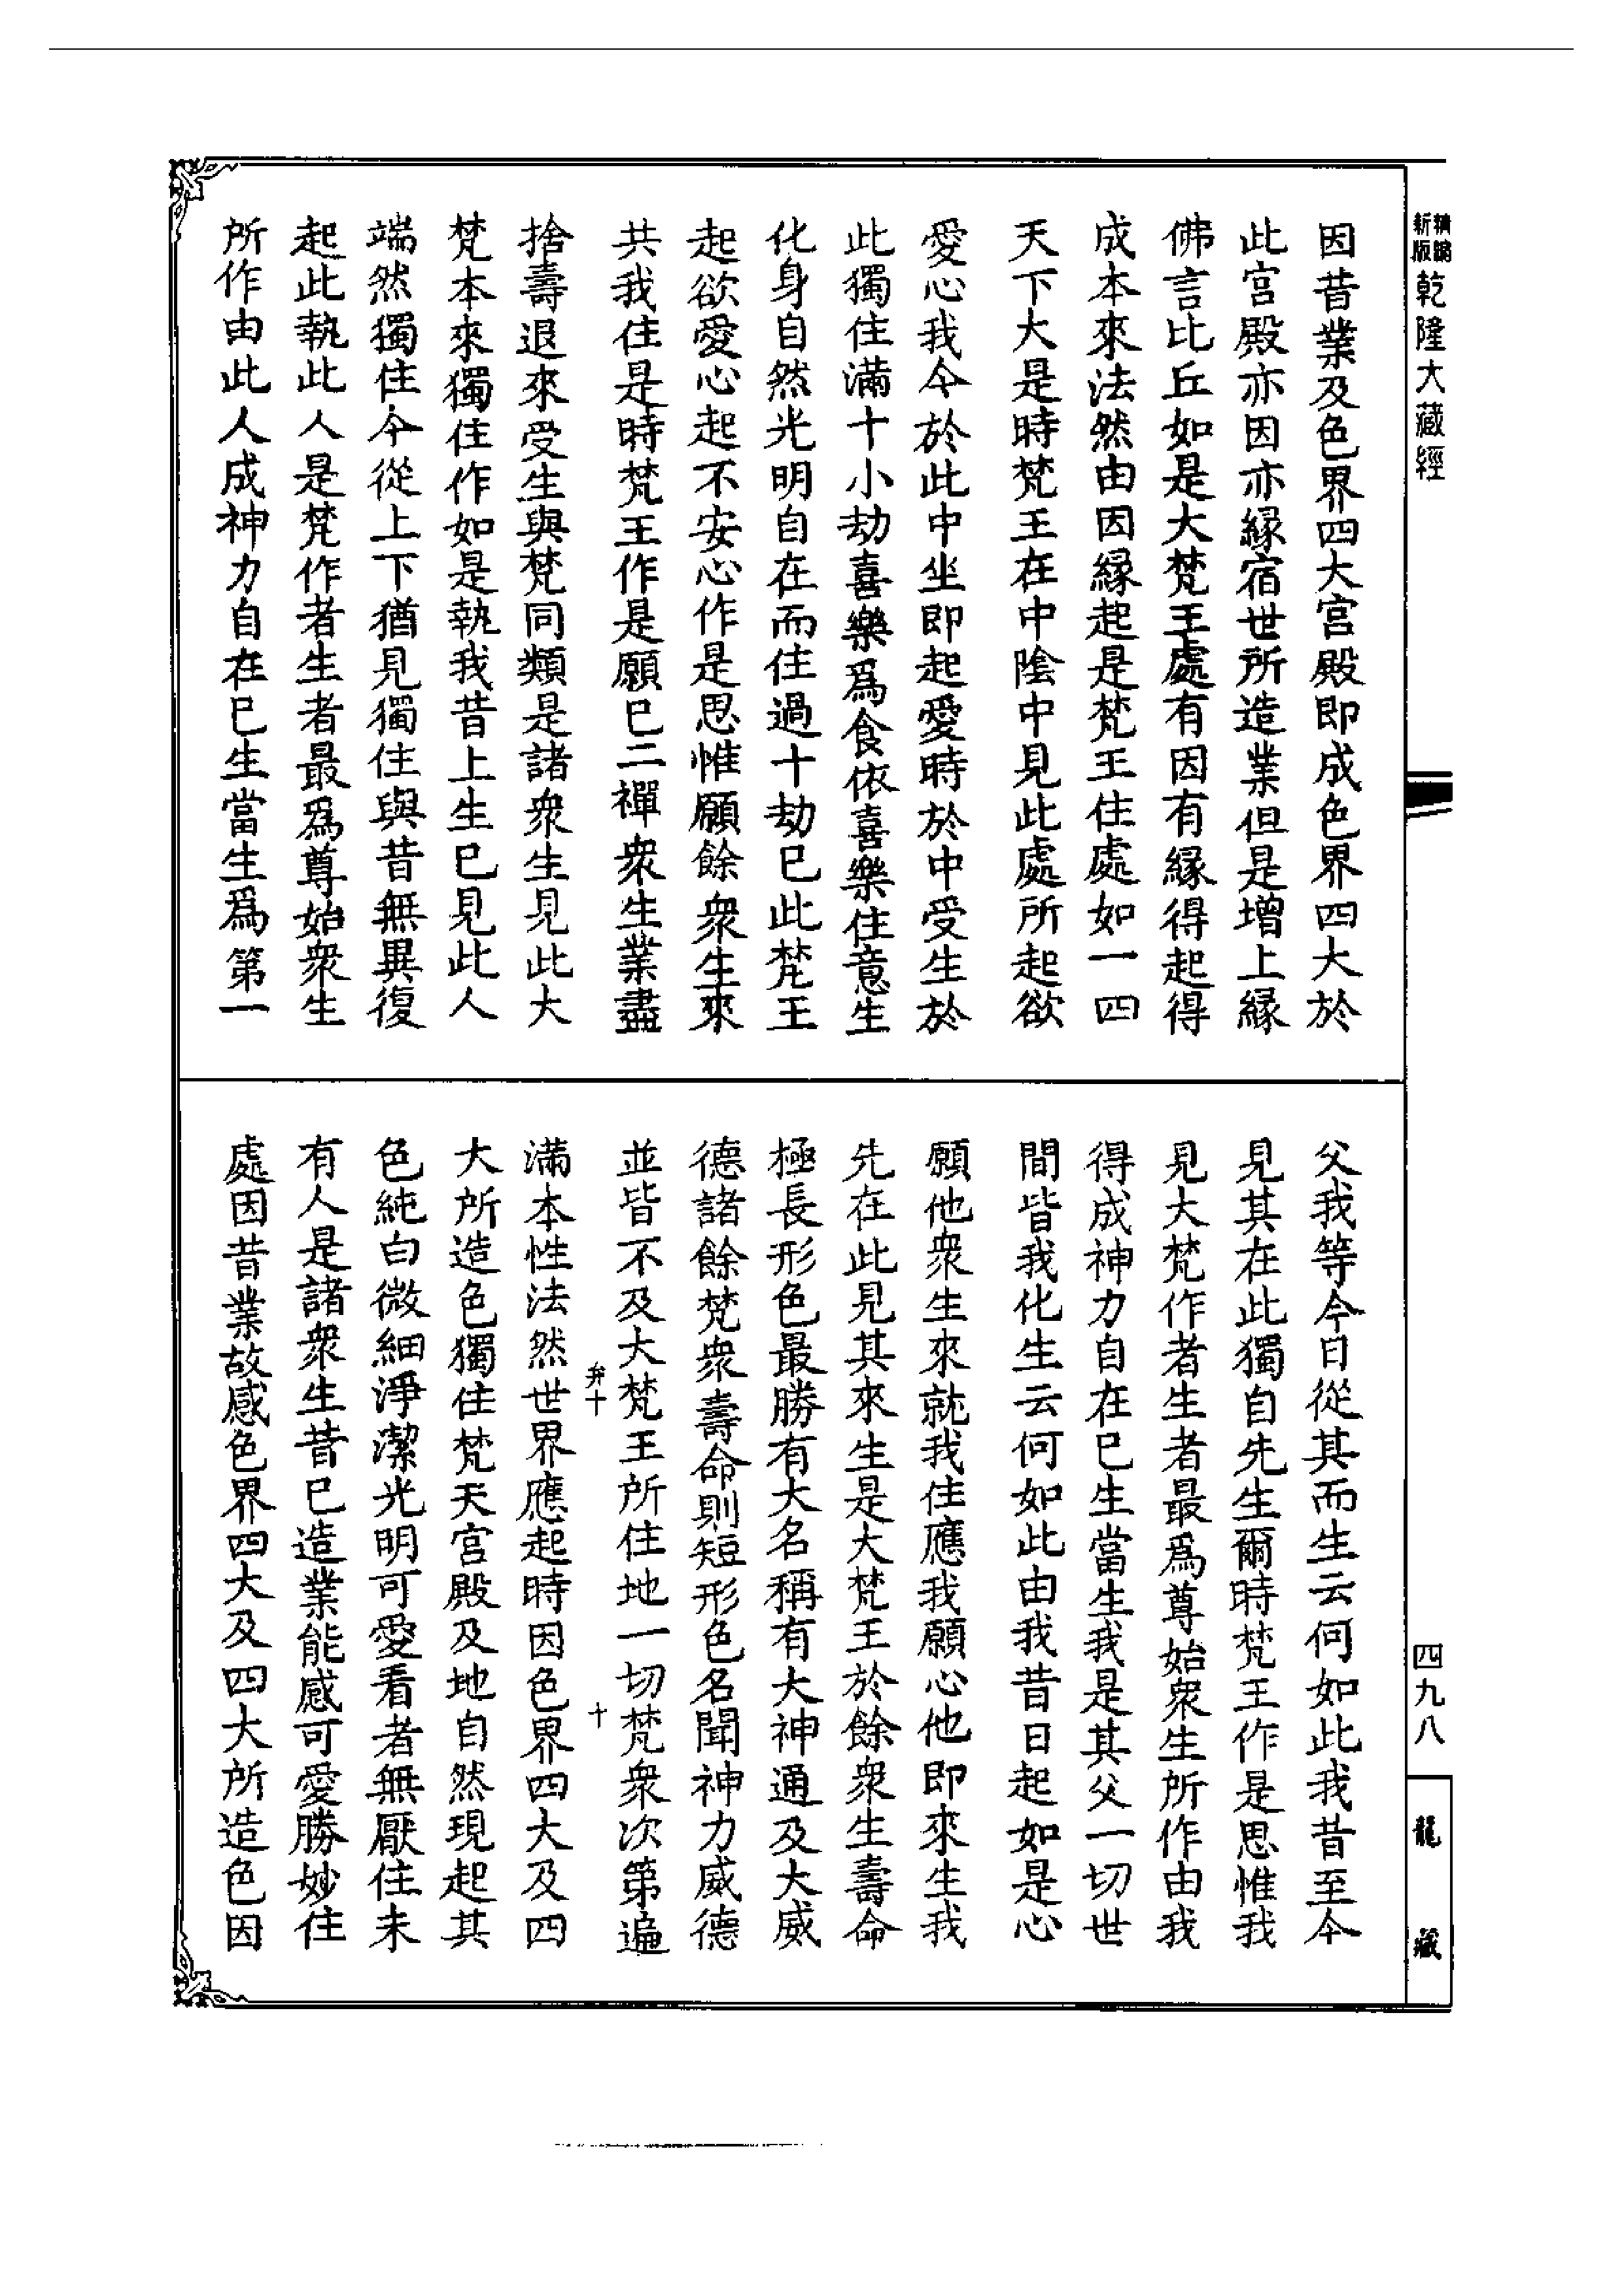 新編
新版
乾隆大藏經
因昔業及色界四大宮殿即成色界四大於
此宮殿亦因亦緣宿世所造業但是增上緣
佛言比丘如是大梵王處有因有緣得起得
成本來法然由因緣起是梵王住處如一四
天下大是時梵王在中陰中見此處所起欲
愛心我今於此中坐即起愛時於中受生於
此獨住滿十小劫喜樂爲食依喜樂住意生
化身自然光明自在而住過十劫已此梵王
起欲愛心起不安心作是思惟願餘衆生來
共我住是時梵王作是願已二禪衆生業盡
捨壽退來受生與梵同類是諸衆生見此大
梵本來獨住作如是執我昔上生已見此人
端然獨住今從上下猶見獨住與昔無異復
起此執此人是梵作者生者最爲尊始衆生
所作由此人成神力自在已生當生爲第一
父我等今日從其而生云何如此我昔至今
見其在此獨自先生爾時梵王作是思惟我
見大梵作者生者最爲尊始衆生所作由我
得成神力自在已生當生我是其父一切世
間皆我化生云何如此由我昔日起如是心
願他衆生來就我住應我願心他即來生我
先在此見其來生是大梵王於餘衆生壽命
極長形色最勝有大名稱有大神通及大威
德諸餘梵衆壽命則短形色名聞神力威德
並皆不及大梵王所住地一切梵衆次第遍
弁十
十
滿本性法然世界應起時因色界四大及四
大所造色獨住梵天宮殿及地自然現起其
色純白微細淨潔光明可愛看者無厭住未
有人是諸衆生昔已造業能感可愛勝妙住
處因昔業故感色界四大及四大所造色因
四九八
龍藏